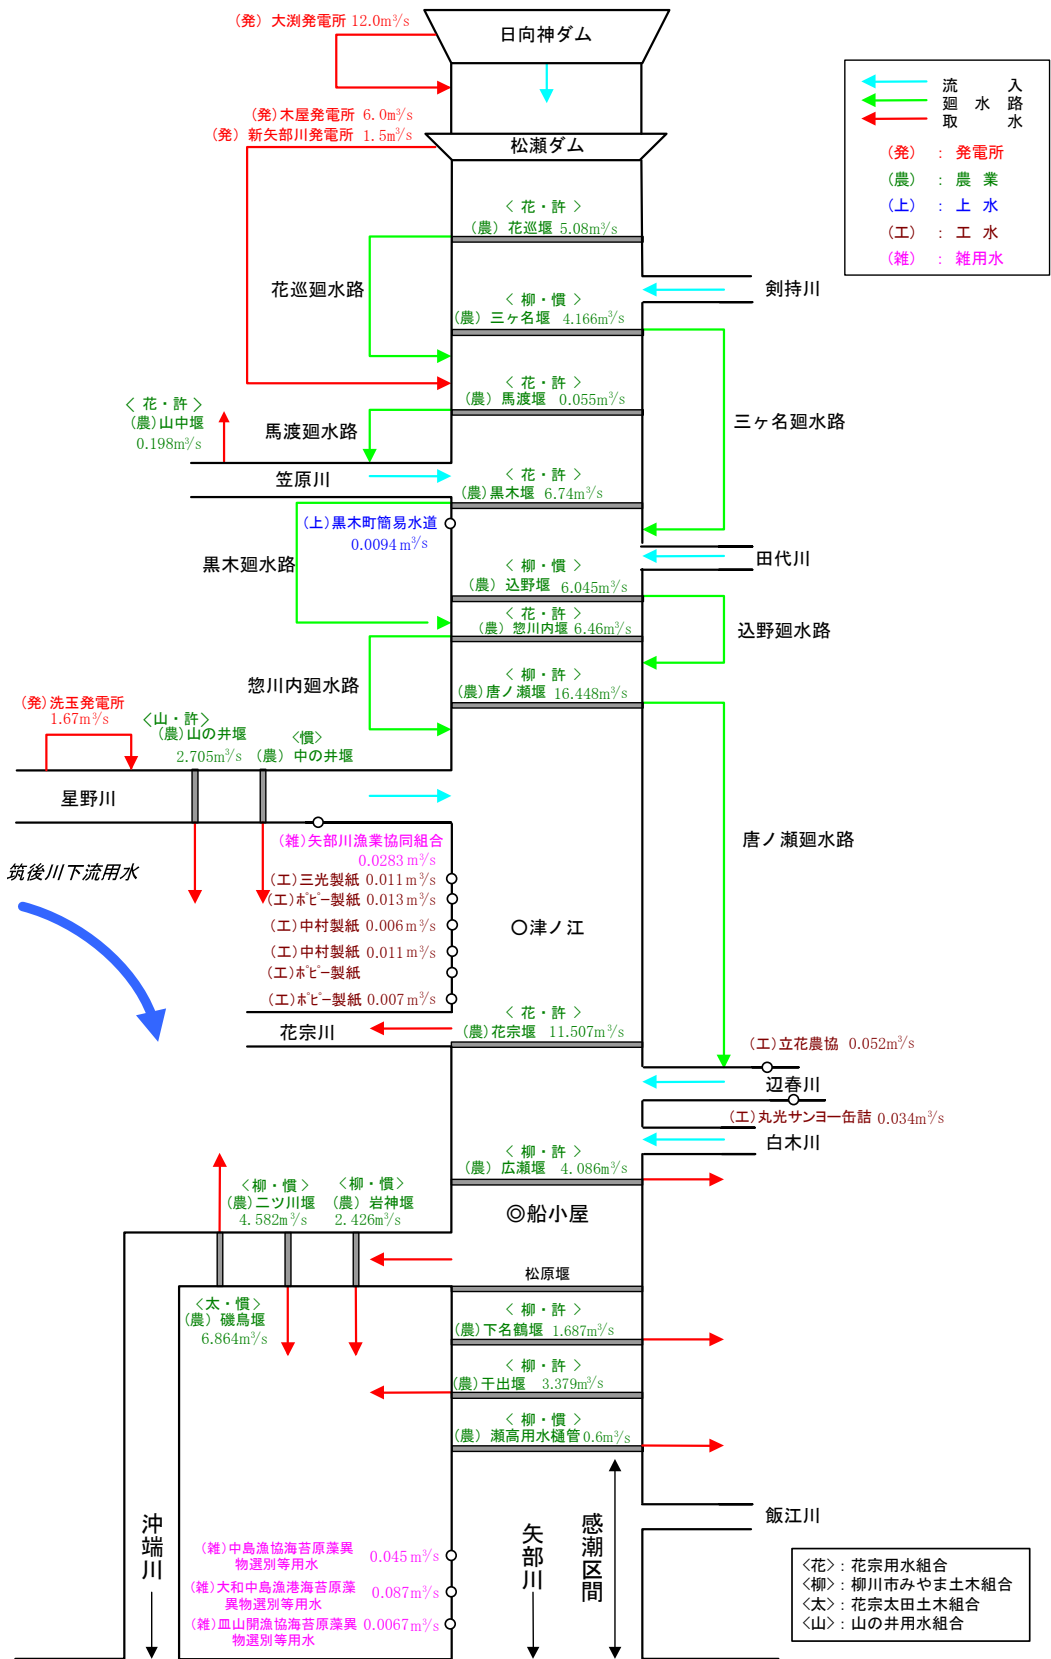 (発) 大渕発電所 12.0m³/s
日向神ダム
流 入
廻 水 路
取 水
(発) : 発電所
(農) : 農 業
(上) : 上 水
(工) : 工 水
(雑) : 雑用水
(発)木屋発電所 6.0m³/s
(発) 新矢部川発電所 1.5m³/s
松瀬ダム
〈花・許〉
(農) 花巡堰 5.08m³/s
花巡廻水路
剣持川
〈柳・慣〉
(農) 三ヶ名堰 4.166m³/s
〈花・許〉
(農) 馬渡堰 0.055m³/s
〈花・許〉
(農)山中堰
0.198m³/s
馬渡廻水路
三ヶ名廻水路
笠原川
〈花・許〉
(農)黒木堰 6.74m³/s
(上)黒木町簡易水道
0.0094m³/s
黒木廻水路
田代川
〈柳・慣〉
(農) 込野堰 6.045m³/s
〈花・許〉
(農) 惣川内堰 6.46m³/s
込野廻水路
惣川内廻水路
〈柳・許〉
(農)唐ノ瀬堰 16.448m³/s
(発)洗玉発電所
1.67m³/s
〈山・許〉
(農)山の井堰
2.705m³/s
〈慣〉
(農) 中の井堰
星野川
唐ノ瀬廻水路
(雑)矢部川漁業協同組合
0.0283m³/s
筑後川下流用水
(工)三光製紙 0.011m³/s
(工)ﾎﾟﾋﾟｰ製紙 0.013m³/s
(工)中村製紙 0.006m³/s
○津ノ江
(工)中村製紙 0.011m³/s
(工)ﾎﾟﾋﾟｰ製紙
(工)ﾎﾟﾋﾟｰ製紙 0.007m³/s
花宗川
〈花・許〉
(農)花宗堰 11.507m³/s
(工)立花農協 0.052m³/s
辺春川
(工)丸光サンヨー缶詰 0.034m³/s
白木川
〈柳・許〉
(農) 広瀬堰 4.086m³/s
〈柳・慣〉
(農)二ツ川堰
4.582m³/s
〈柳・慣〉
(農) 岩神堰
2.426m³/s
◎船小屋
松原堰
〈太・慣〉
(農) 磯鳥堰
6.864m³/s
〈柳・許〉
(農)下名鶴堰 1.687m³/s
〈柳・許〉
(農)干出堰 3.379m³/s
〈柳・慣〉
(農) 瀬高用水樋管 0.6m³/s
沖端川
矢部川
感潮区間
飯江川
(雑)中島漁協海苔原藻異
物選別等用水
0.045m³/s
(雑)大和中島漁港海苔原藻
異物選別等用水
0.087m³/s
(雑)皿山開漁協海苔原藻異
物選別等用水
0.0067m³/s
〈花〉: 花宗用水組合
〈柳〉: 柳川市みやま土木組合
〈太〉: 花宗太田土木組合
〈山〉: 山の井用水組合